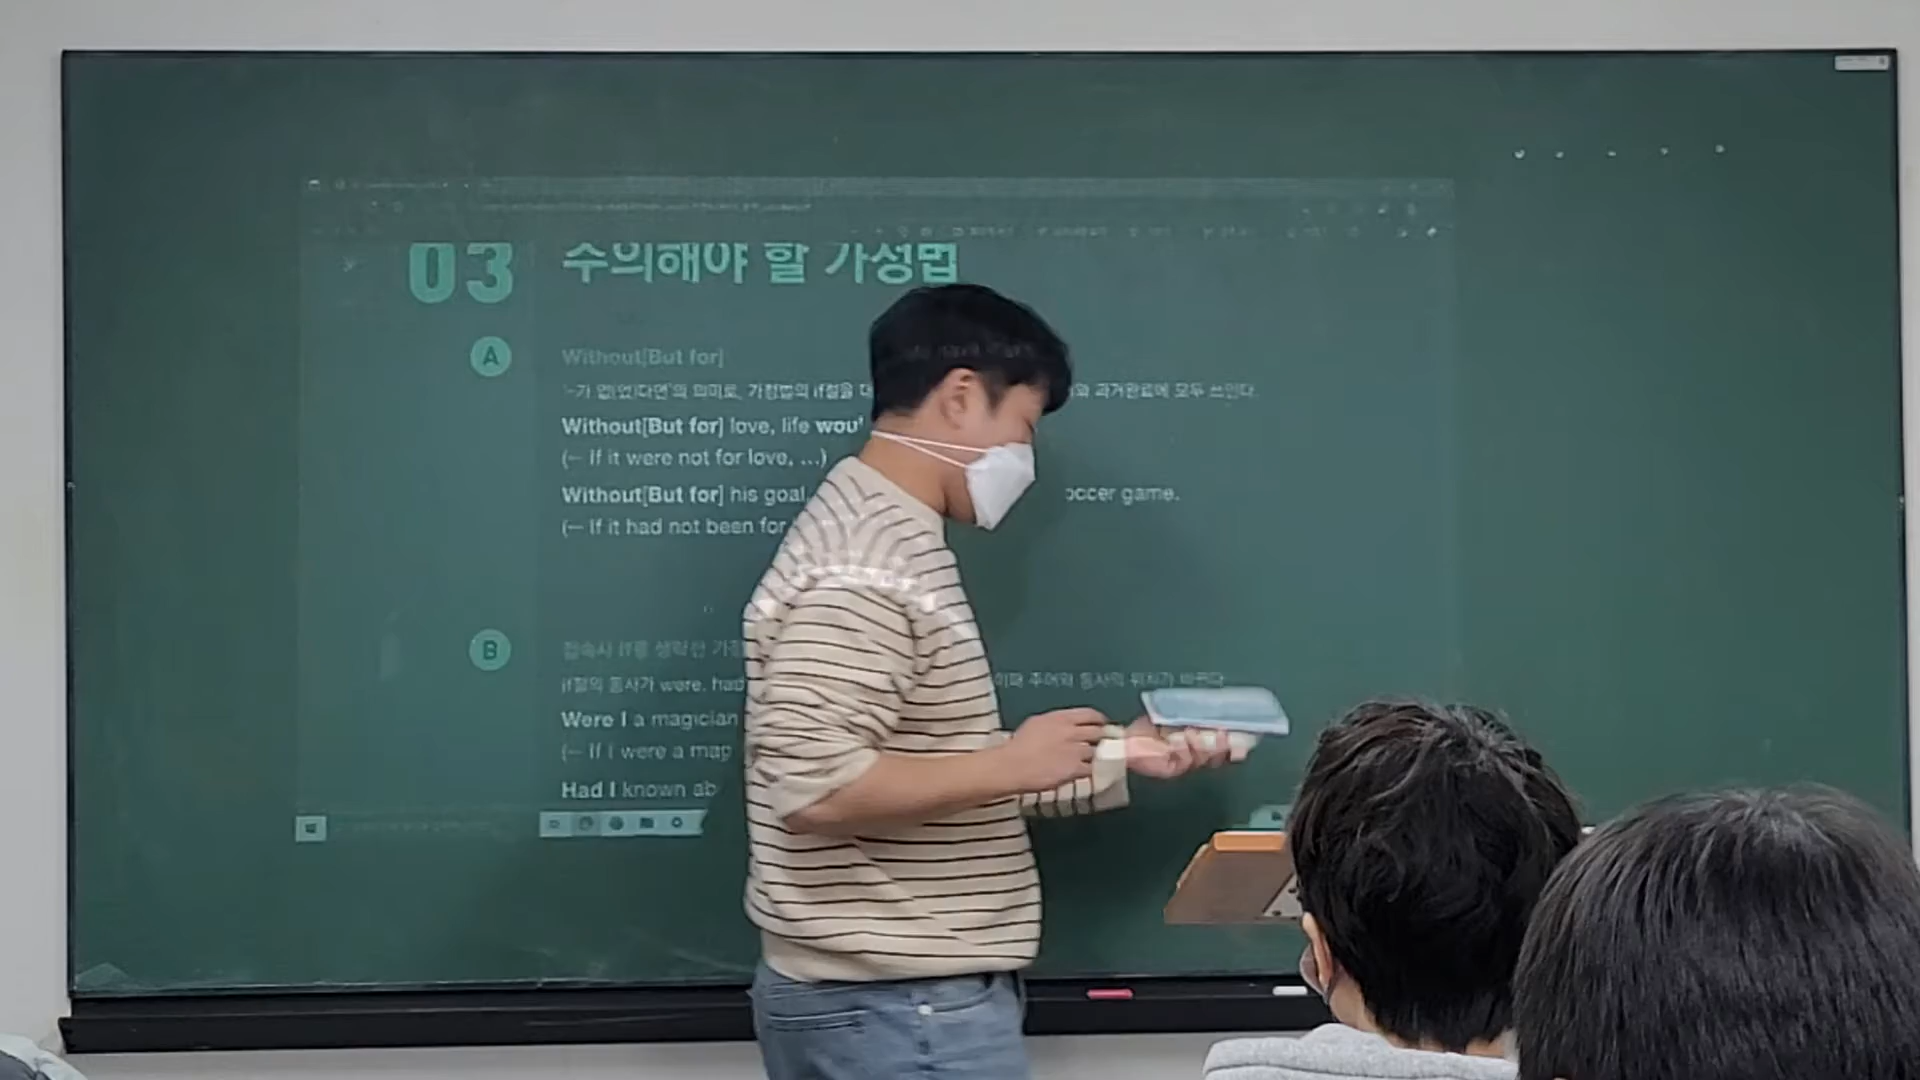 03 주의해야 할 가정법
A Without[But for]
'~가 없(었)다면'의 의미로, 가정법의 if절을 대 와 과거완료에 모두 쓰인다.
Without[But for] love, life woul
(← If it were not for love, …)
Without[But for] his goal, occer game.
(← If it had not been for
B 접속사 if를 생략한 가정
if절의 동사가 were, had 이때 주어와 동사의 위치가 바뀐다.
Were I a magician
(← If I were a mag
Had I known ab